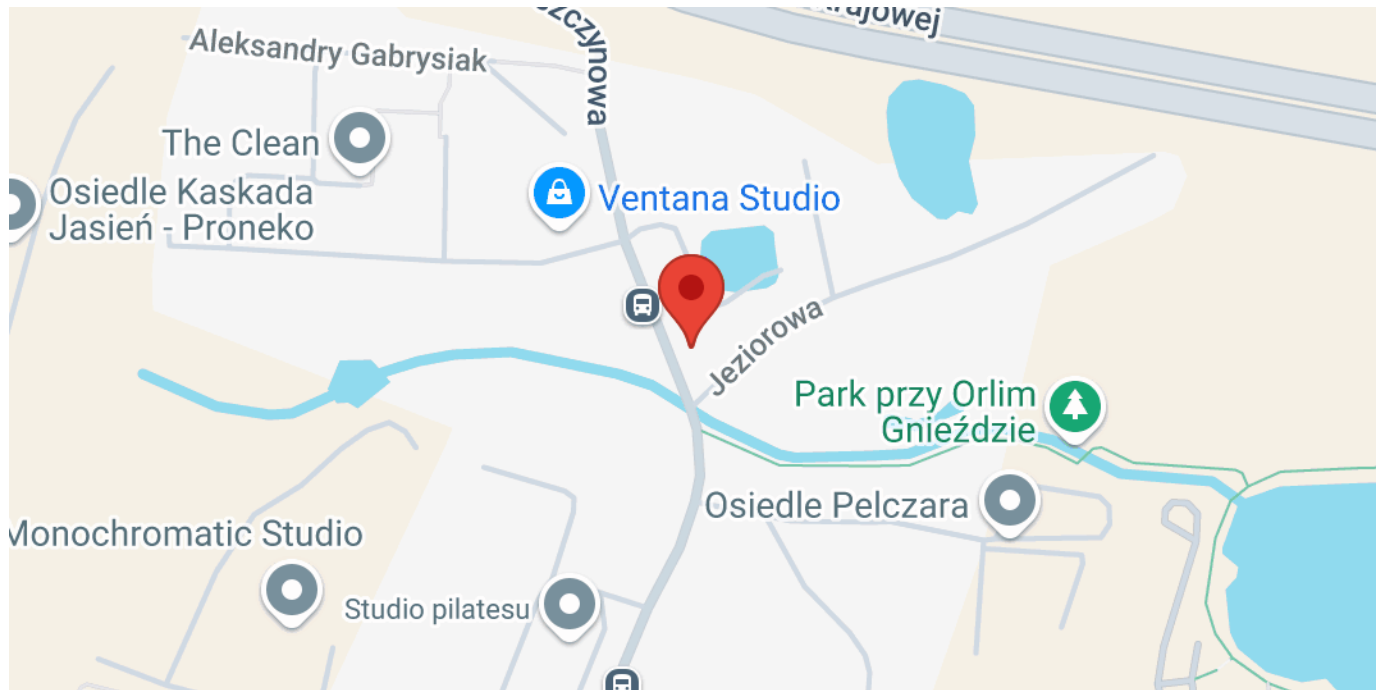 Aleksandry Gabrysiak
The Clean
Osiedle Kaskada
Jasień - Proneko
Ventana Studio
Jeziorowa
Park przy Orlim
Gnieździe
Osiedle Pelczara
Monochromatic Studio
Studio pilatesu